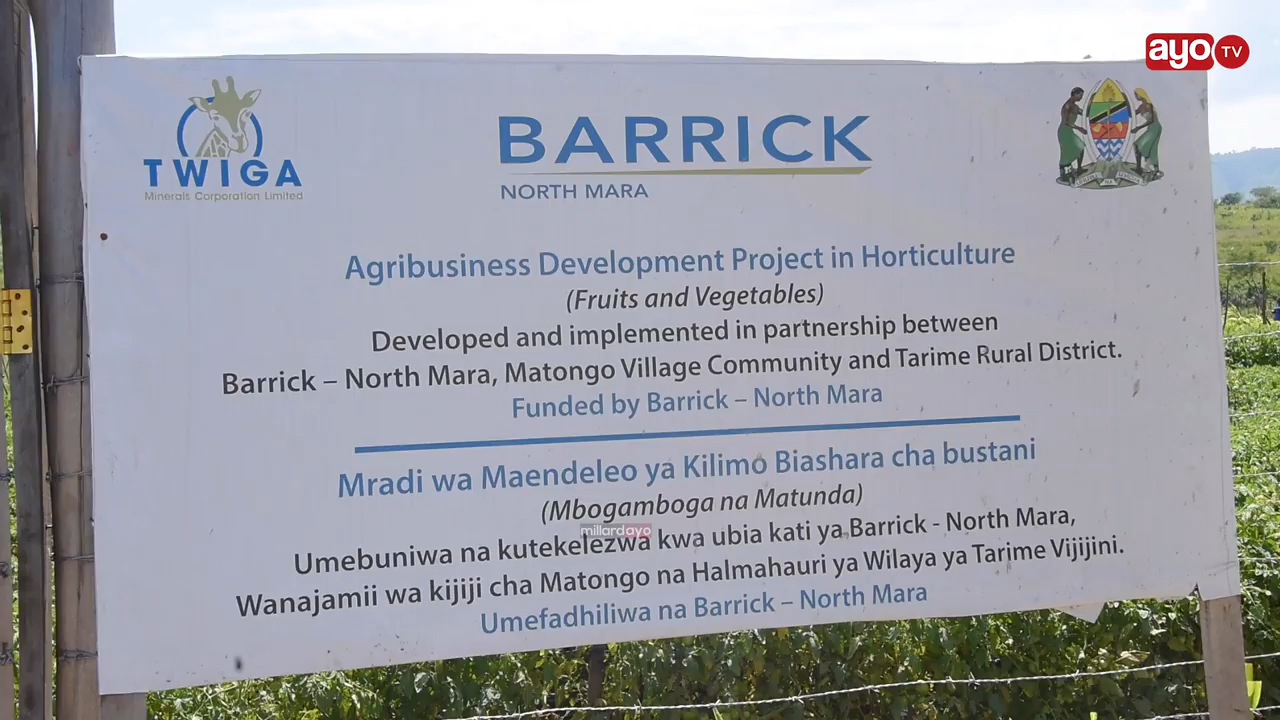 ayo TV
TWIGA
Minerals Corporation Limited
BARRICK
NORTH MARA
Agribusiness Development Project in Horticulture
(Fruits and Vegetables)
Developed and implemented in partnership between
Barrick – North Mara, Matongo Village Community and Tarime Rural District.
Funded by Barrick – North Mara
Mradi wa Maendeleo ya Kilimo Biashara cha bustani
(Mbogamboga na Matunda)
millardayo
Umebuniwa na kutekelezwa kwa ubia kati ya Barrick - North Mara,
Wanajamii wa kijiji cha Matongo na Halmahauri ya Wilaya ya Tarime Vijijini.
Umefadhiliwa na Barrick – North Mara